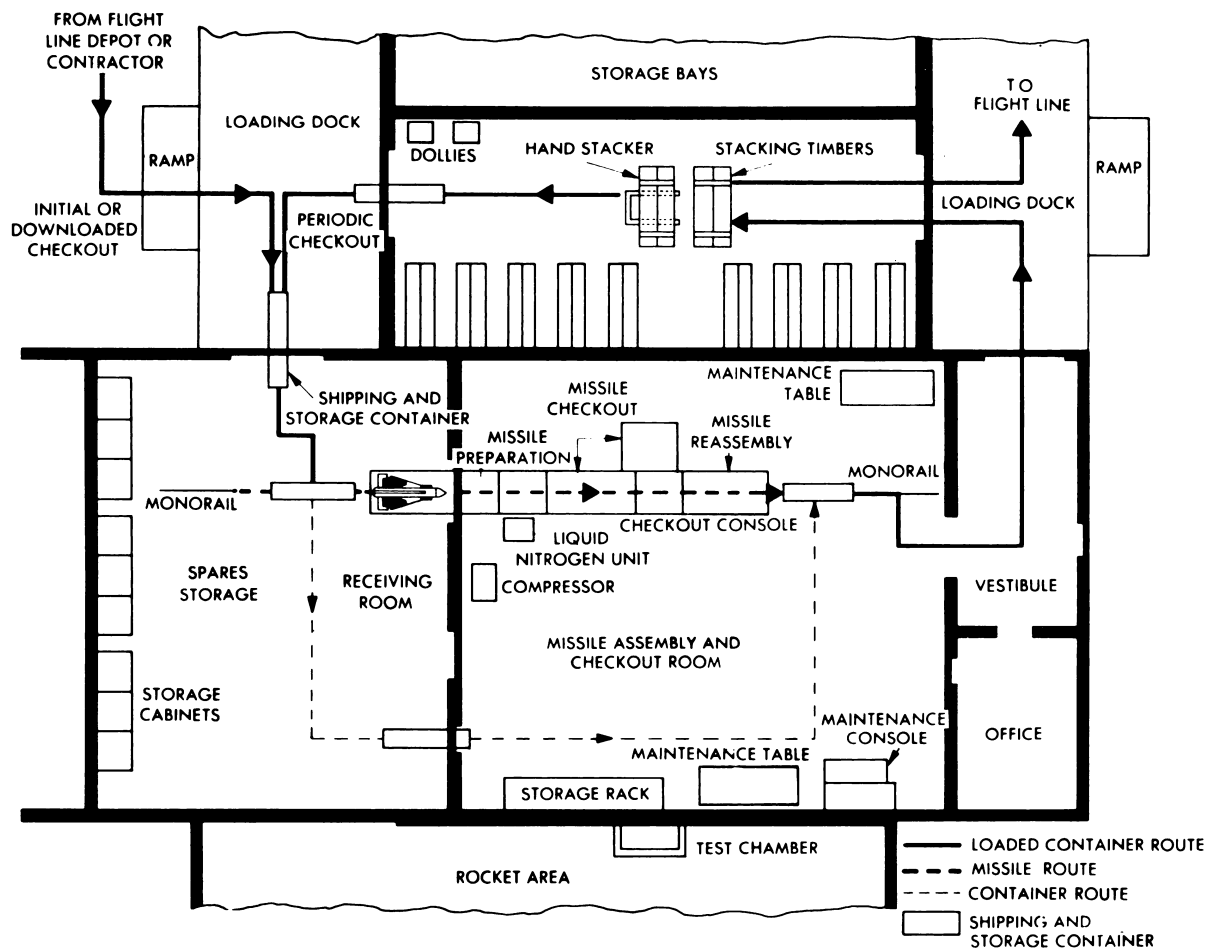 FROM FLIGHT
LINE DEPOT OR
CONTRACTOR
LOADING DOCK
RAMP
INITIAL OR
DOWNLOADED
CHECKOUT
STORAGE BAYS
DOLLIES
HAND STACKER
STACKING TIMBERS
PERIODIC
CHECKOUT
TO
FLIGHT LINE
LOADING DOCK
RAMP
SHIPPING AND
STORAGE CONTAINER
MISSILE
CHECKOUT
MAINTENANCE
TABLE
MISSILE
PREPARATION
MISSILE
REASSEMBLY
MONORAIL
MONORAIL
CHECKOUT CONSOLE
LIQUID
NITROGEN UNIT
COMPRESSOR
SPARES
STORAGE
RECEIVING
ROOM
VESTIBULE
MISSILE ASSEMBLY AND
CHECKOUT ROOM
STORAGE
CABINETS
MAINTENANCE
CONSOLE
OFFICE
MAINTENANCE TABLE
STORAGE RACK
TEST CHAMBER
ROCKET AREA
LOADED CONTAINER ROUTE
MISSILE ROUTE
CONTAINER ROUTE
SHIPPING AND
STORAGE CONTAINER